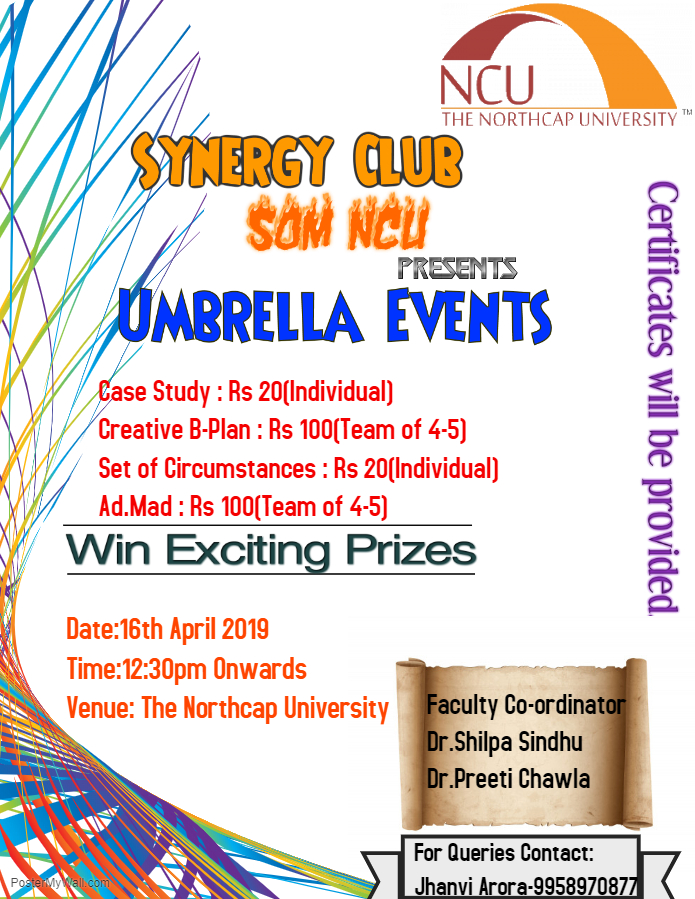 NCU
THE NORTHCAP UNIVERSITY TM
SYNERGY CLUB
SOM NCU
PRESENTS
UMBRELLA EVENTS
Certificates will be provided
Case Study : Rs 20(Individual)
Creative B-Plan : Rs 100(Team of 4-5)
Set of Circumstances : Rs 20(Individual)
Ad.Mad : Rs 100(Team of 4-5)
Win Exciting Prizes
Date:16th April 2019
Time:12:30pm Onwards
Venue: The Northcap University
Faculty Co-ordinator
Dr.Shilpa Sindhu
Dr.Preeti Chawla
For Queries Contact:
Jhanvi Arora-9958970877
PosterMyWall.com